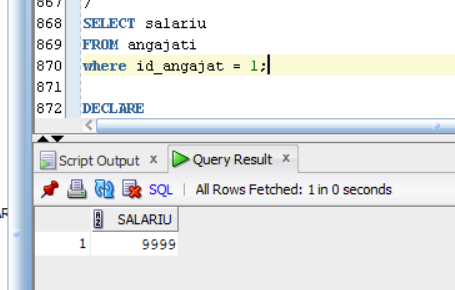 867 /
868 SELECT salariu
869 FROM angajati
870 where id_angajat = 1;
871
872 DECLARE
Script Output x Query Result x
SQL | All Rows Fetched: 1 in 0 seconds
SALARIU
1 9999